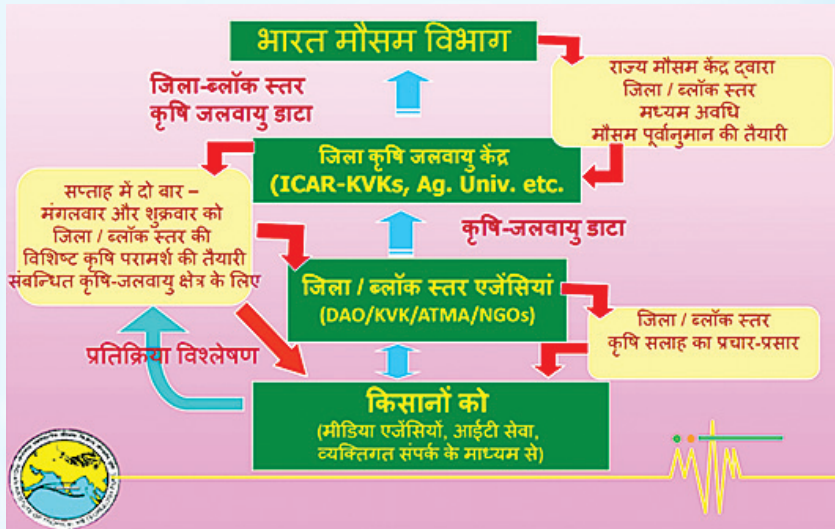 भारत मौसम विभाग
जिला-ब्लॉक स्तर
कृषि जलवायु डाटा
राज्य मौसम केंद्र द्वारा
जिला / ब्लॉक स्तर
मध्यम अवधि
मौसम पूर्वानुमान की तैयारी
जिला कृषि जलवायु केंद्र
(ICAR-KVKs, Ag. Univ. etc.
सप्ताह में दो बार –
मंगलवार और शुक्रवार को
जिला / ब्लॉक स्तर की
विशिष्ट कृषि परामर्श की तैयारी
संबन्धित कृषि-जलवायु क्षेत्र के लिए
कृषि-जलवायु डाटा
जिला / ब्लॉक स्तर एजेंसियां
(DAO/KVK/ATMA/NGOs)
जिला / ब्लॉक स्तर
कृषि सलाह का प्रचार-प्रसार
प्रतिक्रिया विश्लेषण
किसानों को
(मीडिया एजेंसियों, आईटी सेवा,
व्यक्तिगत संपर्क के माध्यम से)